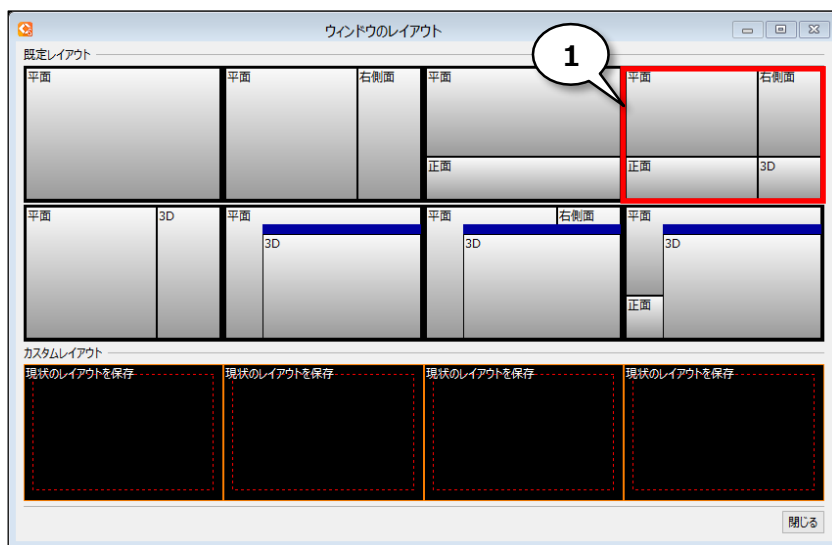 ウィンドウのレイアウト
既定レイアウト
1
平面
平面 右側面
平面
正面
平面 右側面
正面 3D
平面 3D
平面
3D
平面 右側面
3D
平面
3D
正面
カスタムレイアウト
現状のレイアウトを保存
現状のレイアウトを保存
現状のレイアウトを保存
現状のレイアウトを保存
閉じる